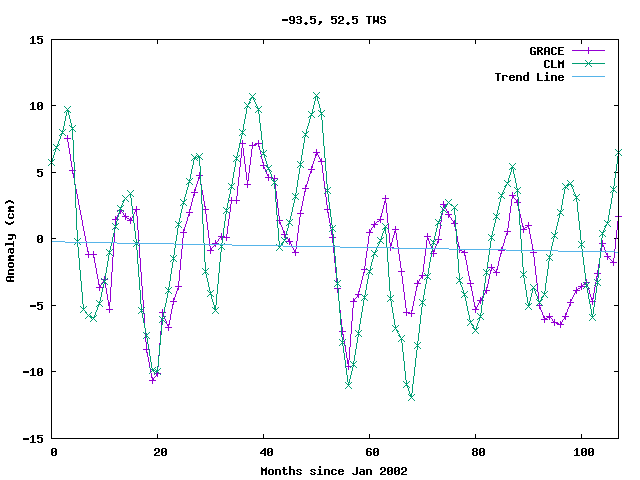 -93.5, 52.5 TWS
15
GRACE
CLM
Trend Line
10
5
0
-5
-10
-15
Anomaly (cm)
0 20 40 60 80 100
Months since Jan 2002